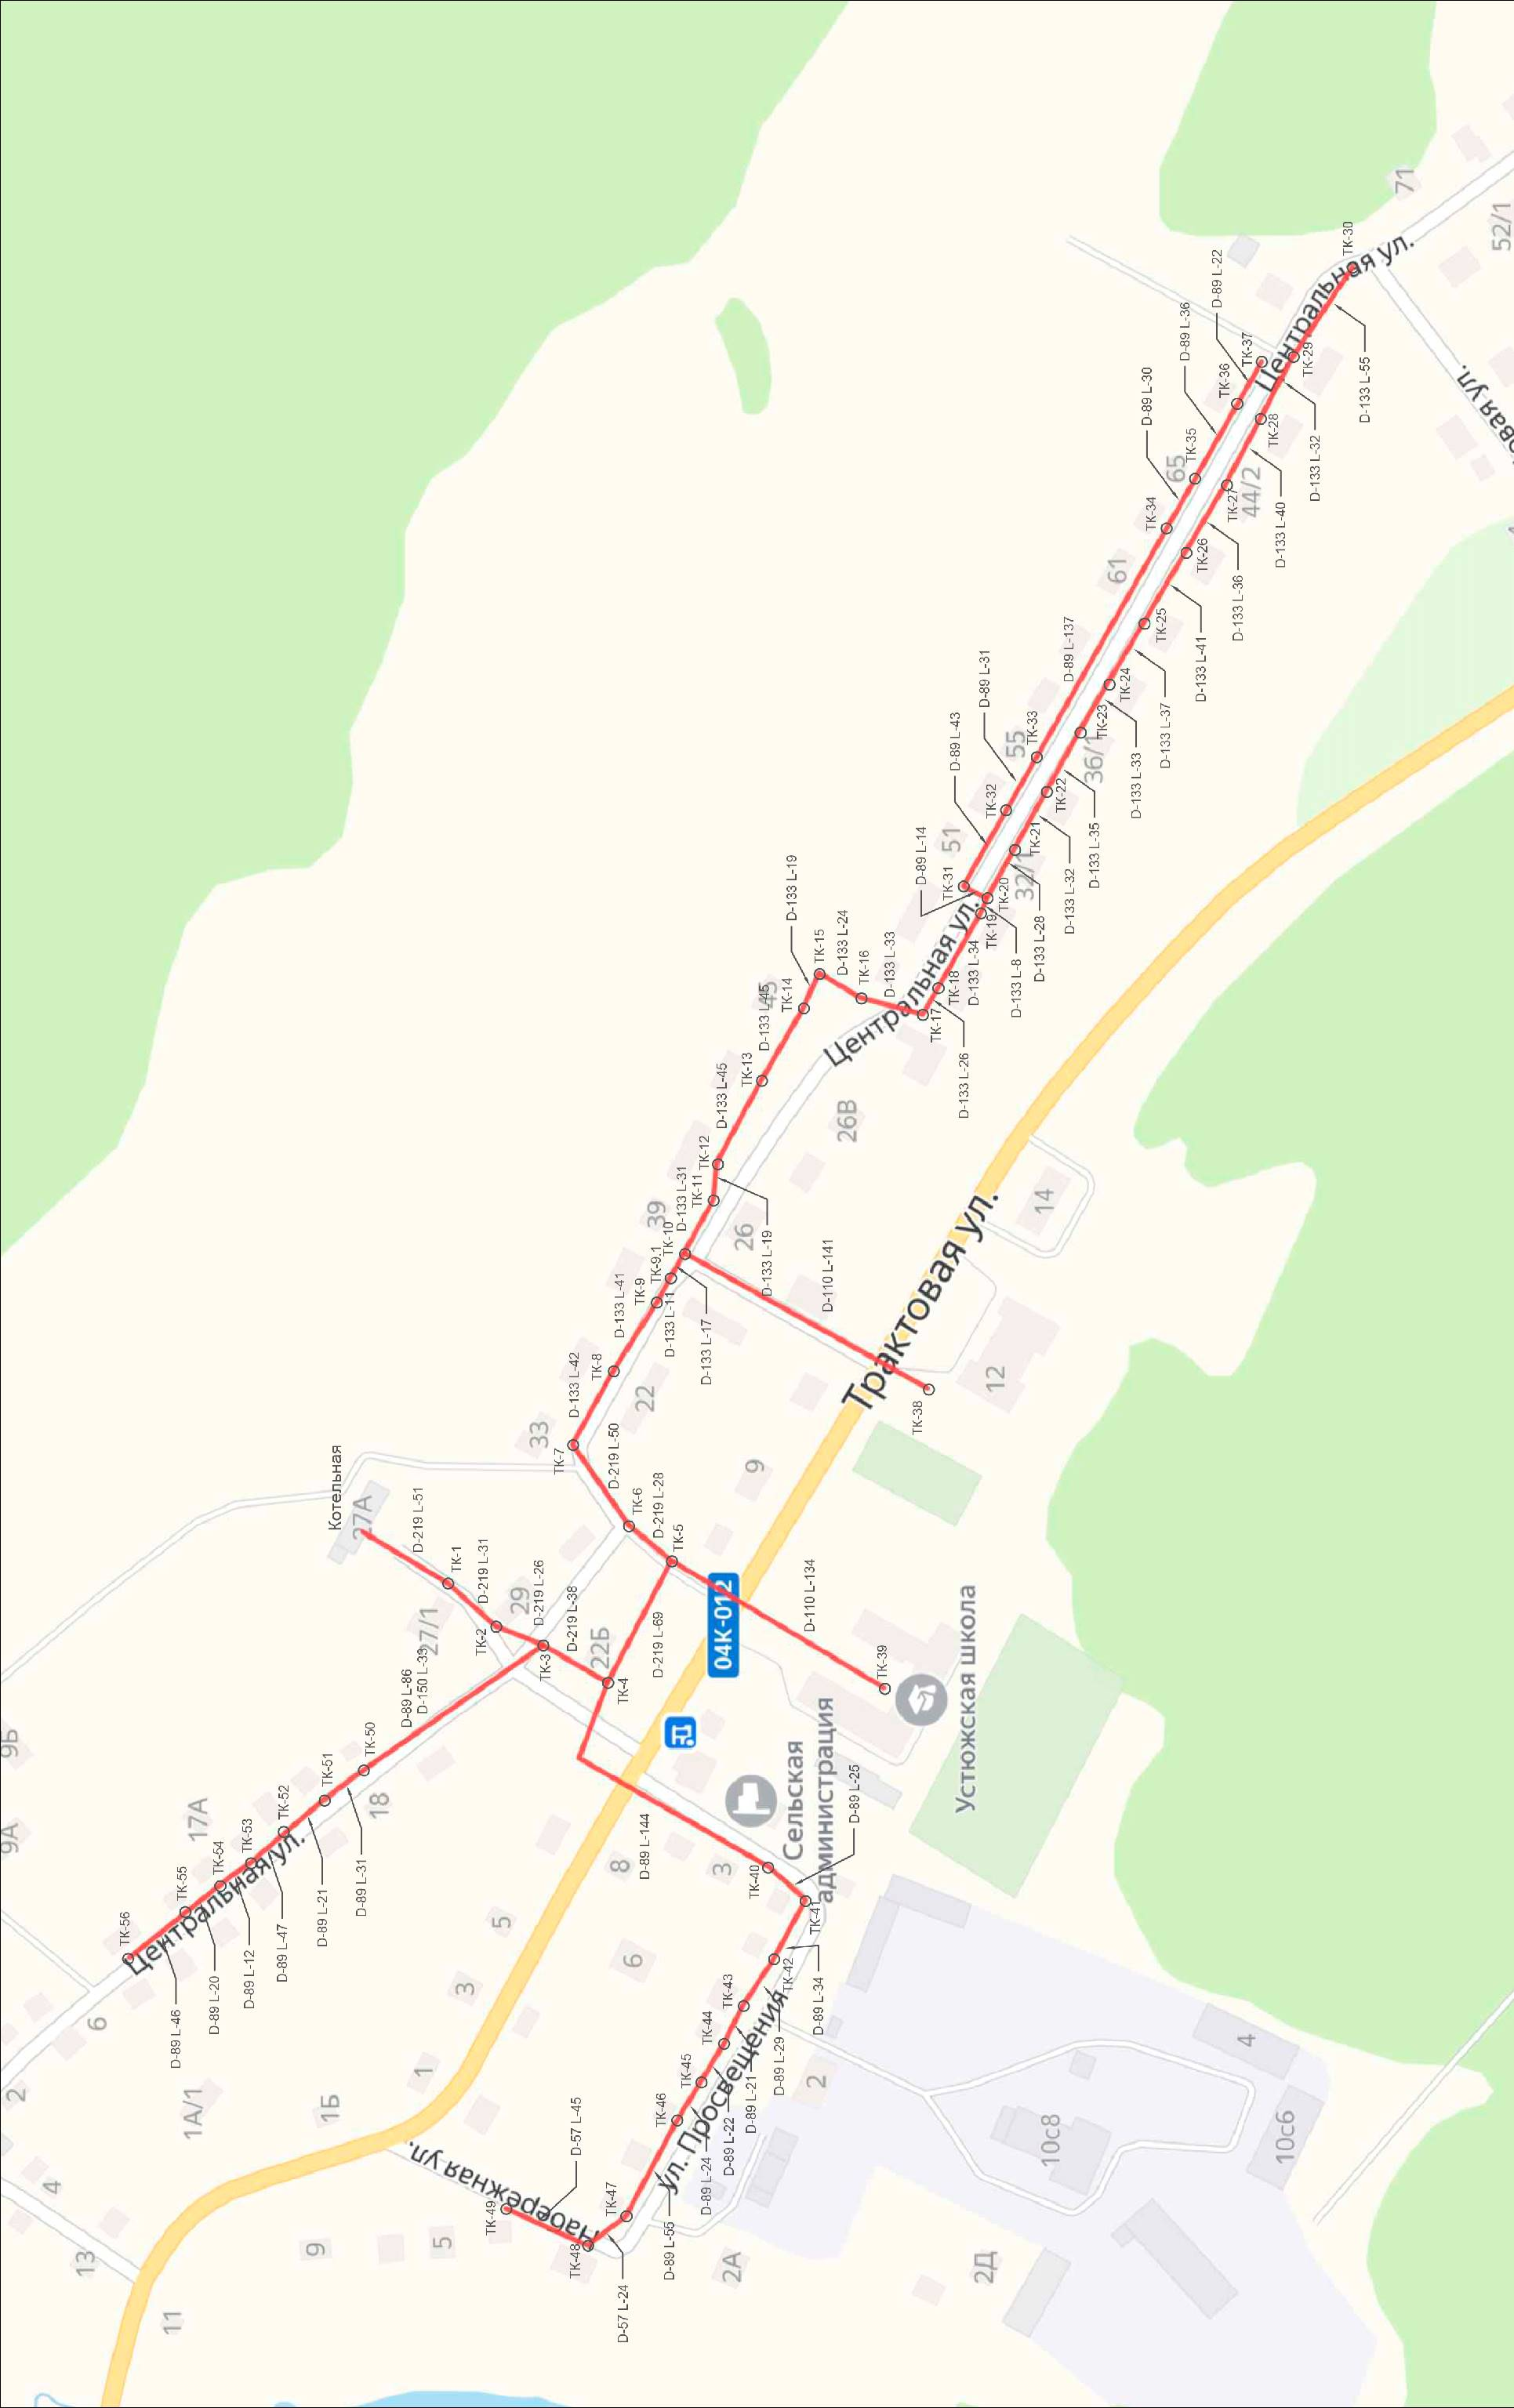 Котельная
27А
D-219 L-51
ТК-1
D-219 L-31
ТК-2
27/1
29
D-219 L-26
ТК-3
D-219 L-38
22Б
ТК-4
D-219 L-69
ТК-5
D-219 L-28
ТК-6
D-219 L-50
ТК-7
33
D-133 L-42
ТК-8
22
D-133 L-41
ТК-9
D-133 L-11
ТК-9.1
D-133 L-17
ТК-10
39
D-133 L-31
ТК-11
D-133 L-19
ТК-12
26
D-133 L-45
ТК-13
D-133 L-45
45
ТК-14
D-133 L-19
ТК-15
D-133 L-24
ТК-16
D-133 L-33
ТК-17
D-133 L-26
ТК-18
D-133 L-34
ТК-19
D-133 L-8
ТК-20
D-133 L-28
32/1
ТК-21
D-133 L-32
ТК-22
D-133 L-35
36/1
ТК-23
D-133 L-33
ТК-24
D-133 L-37
ТК-25
D-133 L-41
ТК-26
D-133 L-36
ТК-27
44/2
D-133 L-40
ТК-28
D-133 L-32
ТК-29
D-133 L-55
ТК-30
D-89 L-14
ТК-31
51
D-89 L-43
ТК-32
D-89 L-31
55
ТК-33
D-89 L-137
61
ТК-34
D-89 L-30
65
ТК-35
D-89 L-36
ТК-36
D-89 L-22
ТК-37
Центральная ул.
Центральная ул.
71
52/1
26В
D-110 L-141
ТК-38
Трактовая ул.
14
12
9
04К-012
D-110 L-134
ТК-39
Устюжская школа
Сельская
администрация
D-89 L-144
8
3
ТК-40
D-89 L-25
ТК-41
D-89 L-34
ТК-42
D-89 L-29
ТК-43
D-89 L-21
ТК-44
D-89 L-22
ТК-45
D-89 L-24
ТК-46
D-89 L-55
ТК-47
D-57 L-24
ТК-48
D-57 L-45
ТК-49
ул. Просвещения
Набережная ул.
6
5
3
1
1Б
1А/1
2
2А
2Д
4
10с8
10с6
D-89 L-86
D-150 L-33
ТК-50
18
D-89 L-31
ТК-51
D-89 L-21
ТК-52
D-89 L-47
ТК-53
D-89 L-12
ТК-54
D-89 L-20
ТК-55
D-89 L-46
ТК-56
Центральная ул.
17А
9А
9Б
6
2
4
13
11
9
5